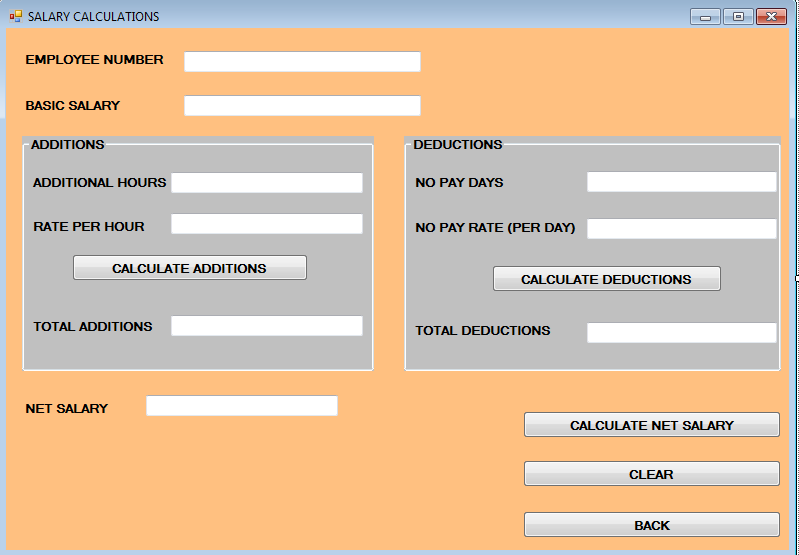 SALARY CALCULATIONS
EMPLOYEE NUMBER
BASIC SALARY
ADDITIONS
ADDITIONAL HOURS
RATE PER HOUR
CALCULATE ADDITIONS
TOTAL ADDITIONS
DEDUCTIONS
NO PAY DAYS
NO PAY RATE (PER DAY)
CALCULATE DEDUCTIONS
TOTAL DEDUCTIONS
NET SALARY
CALCULATE NET SALARY
CLEAR
BACK